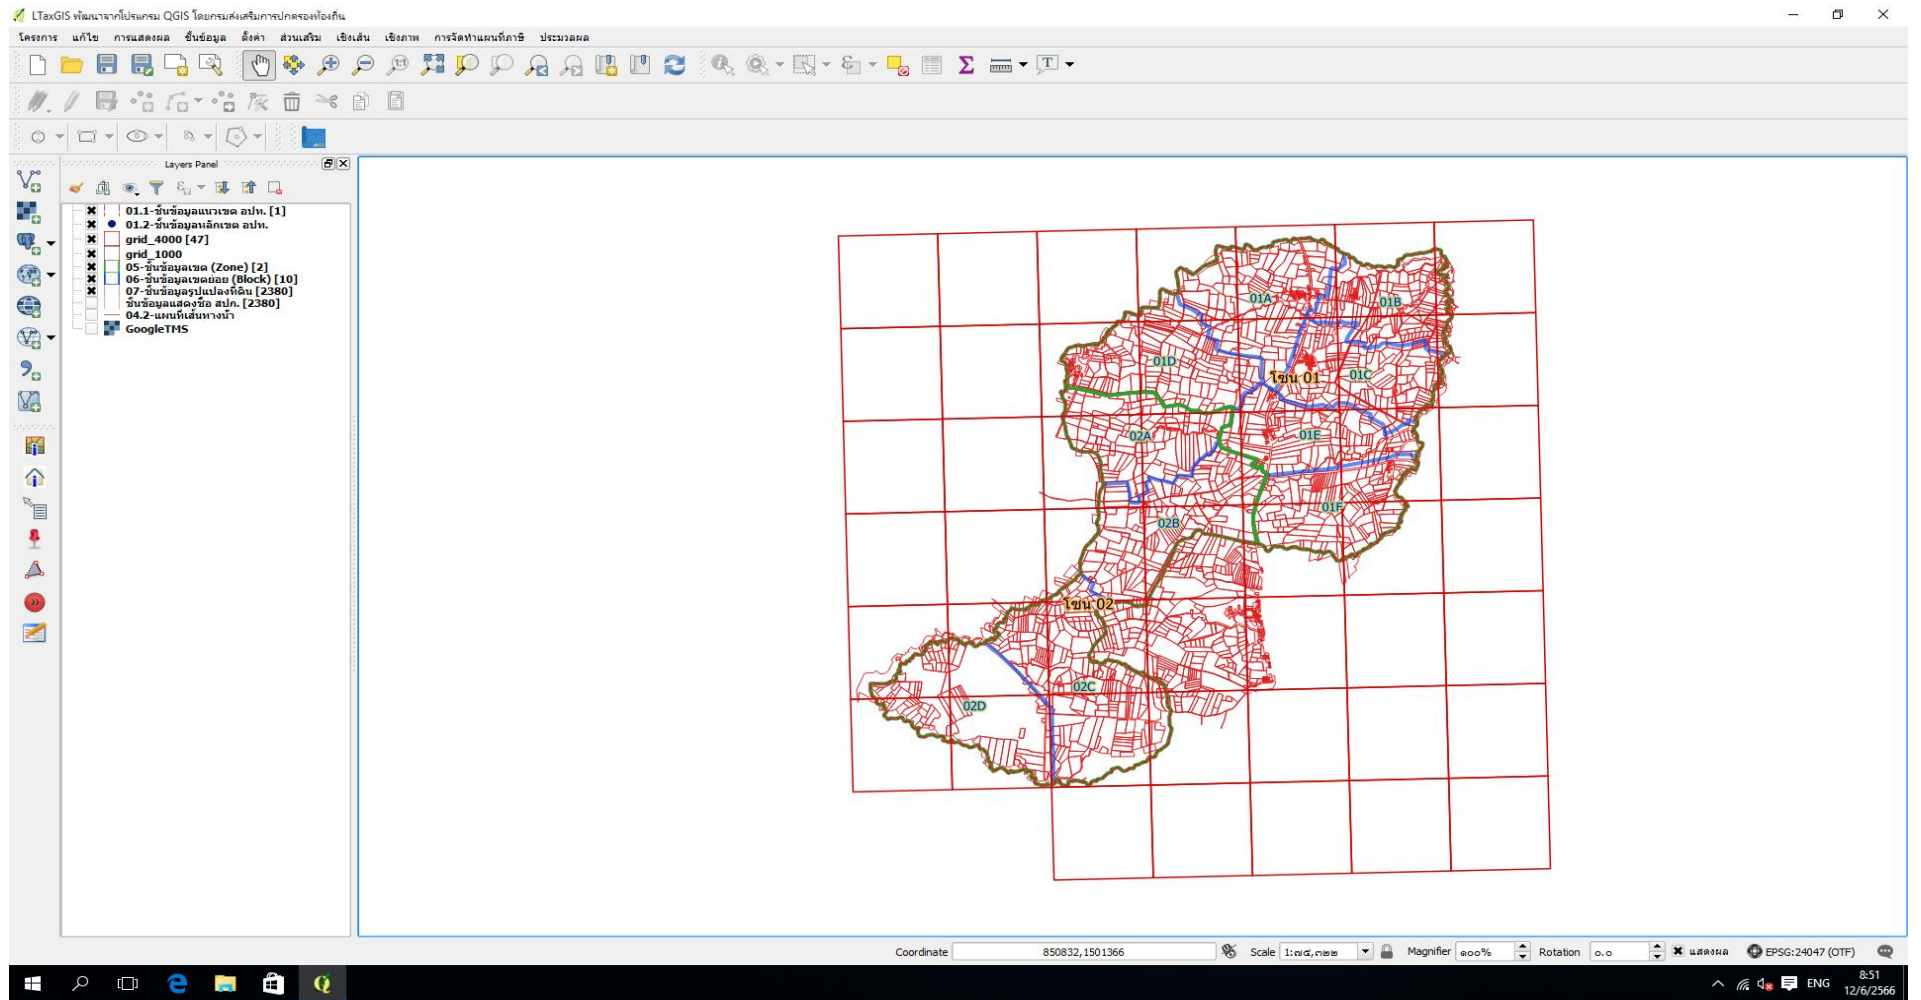 LTaxGIS พัฒนาจากโปรแกรม QGIS โดยกรมส่งเสริมการปกครองท้องถิ่น
โครงการ แก้ไข การแสดงผล ชั้นข้อมูล ตั้งค่า ส่วนเสริม เชิงเส้น เชิงภาพ การจัดทำแผนที่ภาษี ประมวลผล
Layers Panel
01.1-ชั้นข้อมูลแนวเขต อปท. [1]
01.2-ชั้นข้อมูลหลักเขต อปท.
grid_4000 [47]
grid_1000
05-ชั้นข้อมูลเขต (Zone) [2]
06-ชั้นข้อมูลเขตย่อย (Block) [10]
07-ชั้นข้อมูลรูปแปลงที่ดิน [2380]
ชั้นข้อมูลแสดงชื่อ สปก. [2380]
04.2-แผนที่เส้นทางน้ำ
GoogleTMS
01A
01B
01D
โซน 01
01C
02A
01E
01F
02B
โซน 02
02C
02D
Coordinate 850832,1501366 Scale 1:๗๕,๓๒๒ Magnifier ๑๐๐% Rotation ๐.๐ แสดงผล EPSG:24047 (OTF)
ENG
8:51
12/6/2566